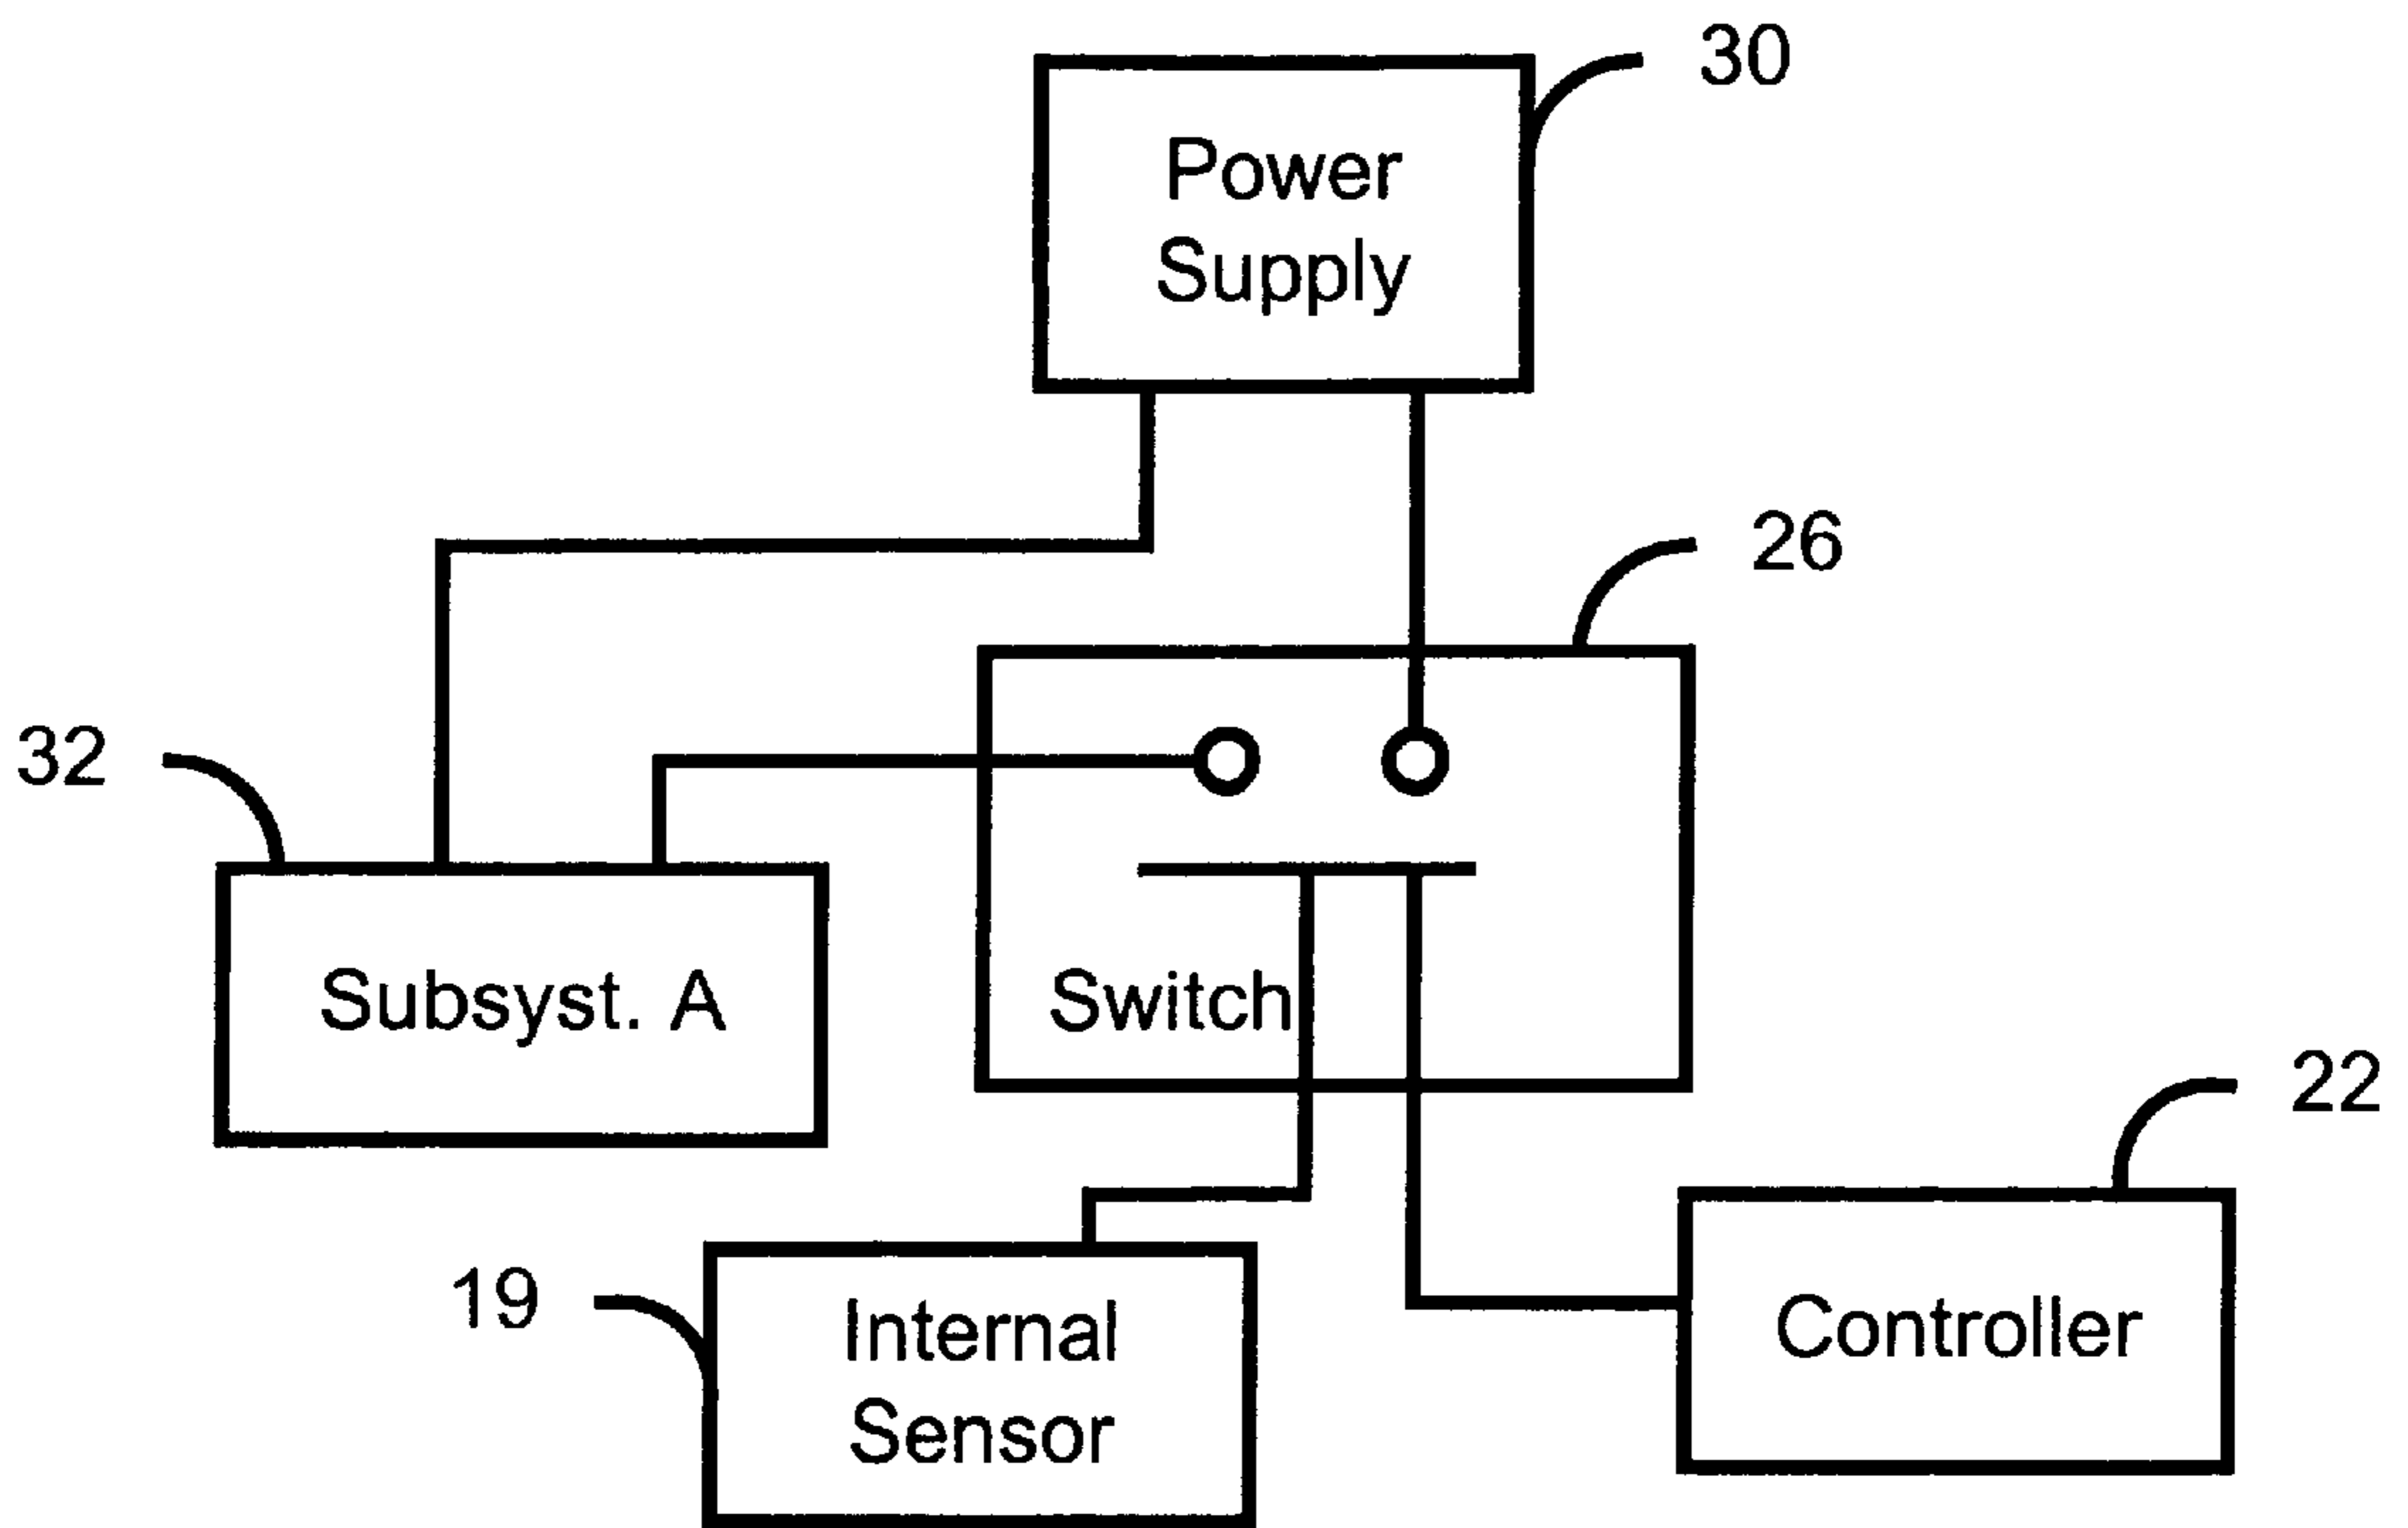 30
Power
Supply
26
32
Subsyst. A
Switch
22
19
Internal
Sensor
Controller